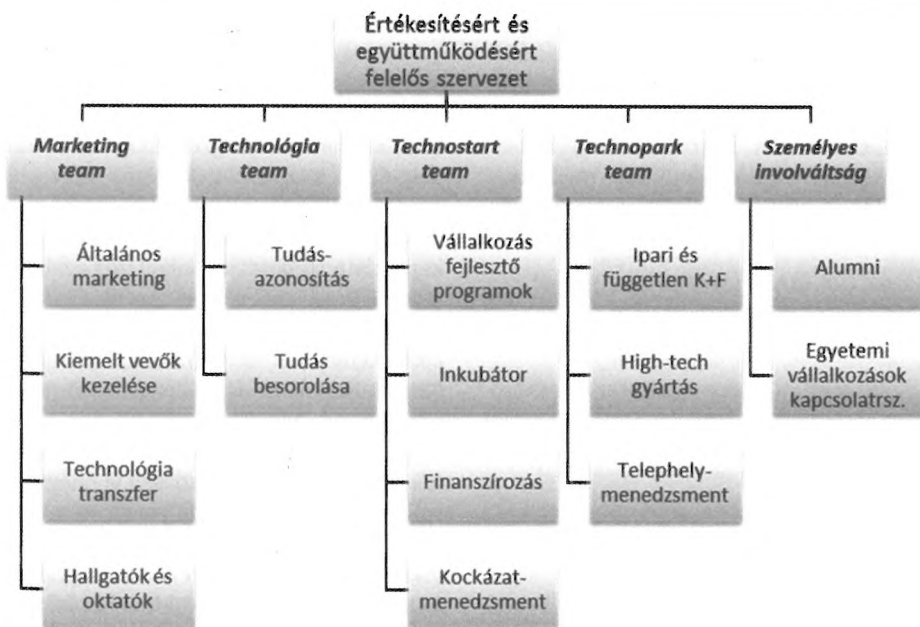 Értékesítésért és
együttműködésért
felelős szervezet
Marketing
team
Általános
marketing
Kiemelt vevők
kezelése
Technológia
transzfer
Hallgatók és
oktatók
Technológia
team
Tudás-
azonosítás
Tudás
besorolása
Technostart
team
Vállalkozás
fejlesztő
programok
Inkubátor
Finanszírozás
Kockázat-
menedzsment
Technopark
team
Ipari és
független K+F
High-tech
gyártás
Telephely-
menedzsment
Személyes
involváltság
Alumni
Egyetemi
vállalkozások
kapcsolatrsz.